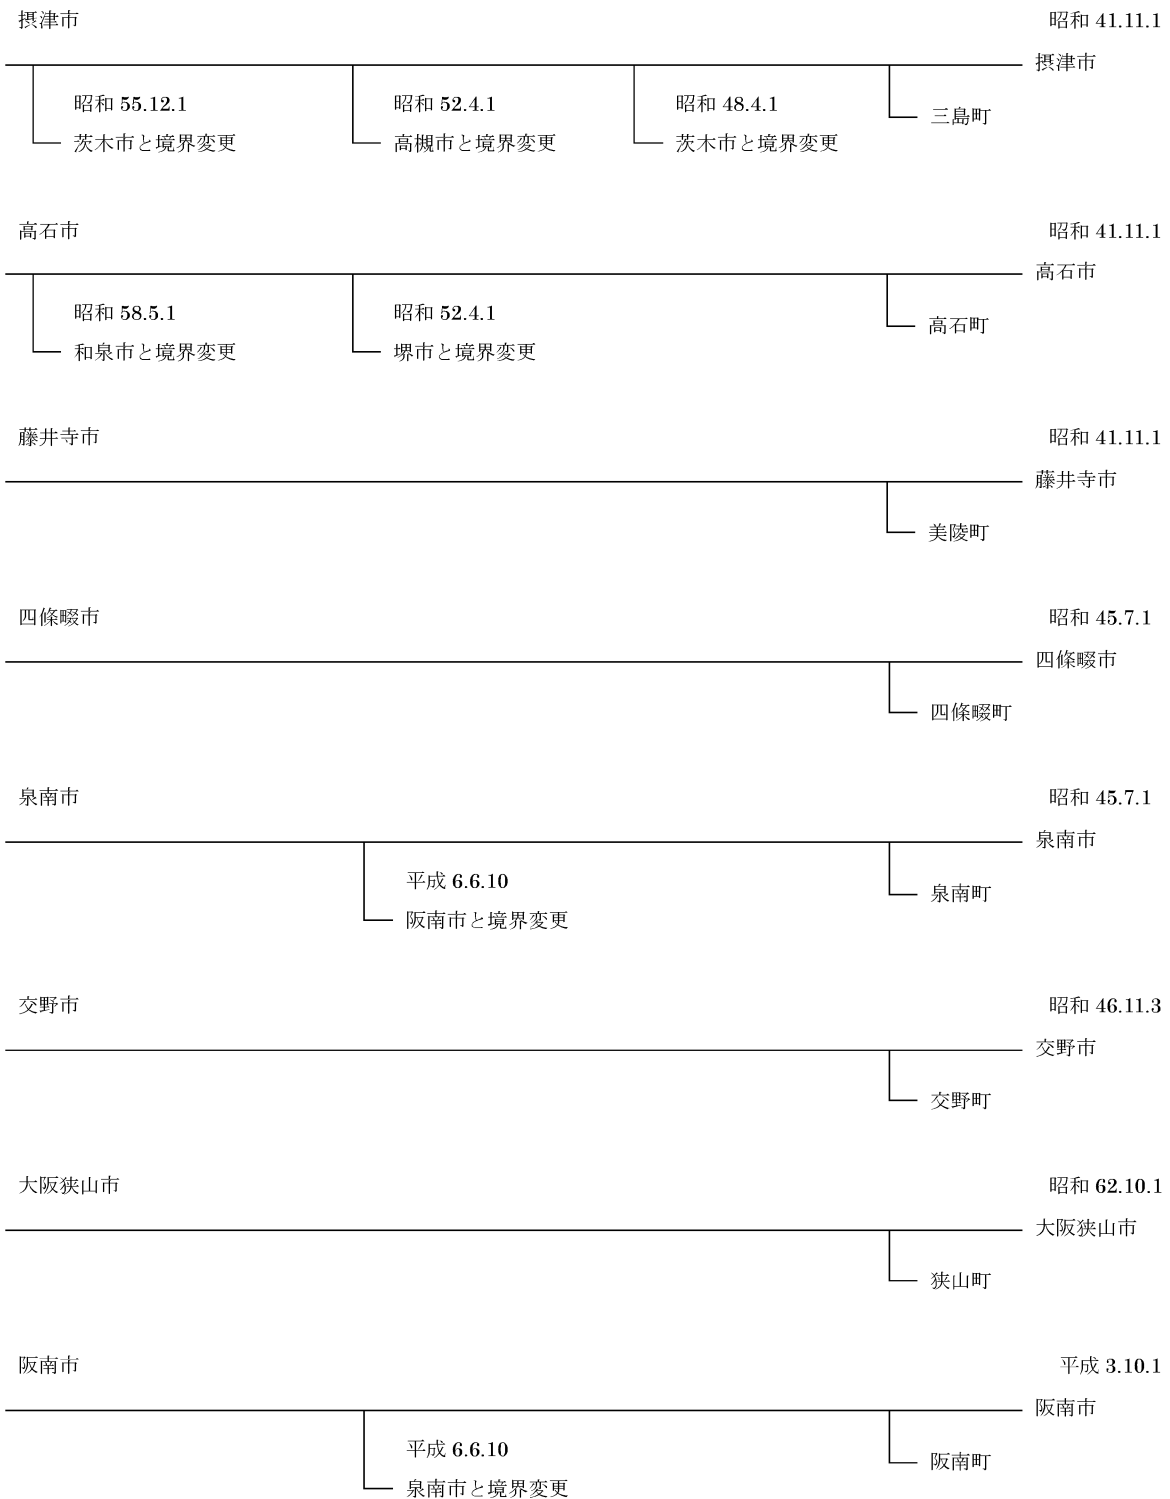 摂津市 昭和 41.11.1
摂津市
昭和 55.12.1 昭和 52.4.1 昭和 48.4.1
三島町
茨木市と境界変更 高槻市と境界変更 茨木市と境界変更
高石市 昭和 41.11.1
高石市
昭和 58.5.1 昭和 52.4.1
高石町
和泉市と境界変更 堺市と境界変更
藤井寺市 昭和 41.11.1
藤井寺市
美陵町
四條畷市 昭和 45.7.1
四條畷市
四條畷町
泉南市 昭和 45.7.1
泉南市
平成 6.6.10
泉南町
阪南市と境界変更
交野市 昭和 46.11.3
交野市
交野町
大阪狭山市 昭和 62.10.1
大阪狭山市
狭山町
阪南市 平成 3.10.1
阪南市
平成 6.6.10
阪南町
泉南市と境界変更